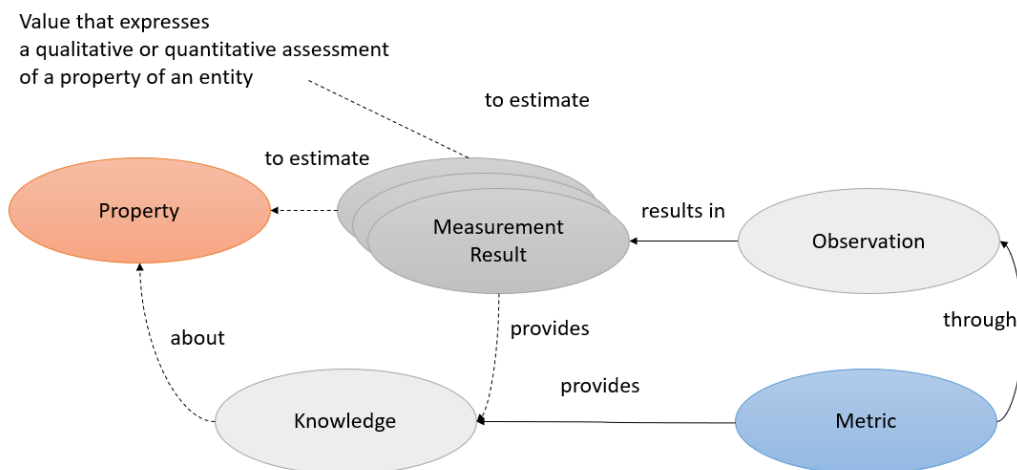 Value that expresses
a qualitative or quantitative assessment
of a property of an entity
to estimate
to estimate
Property
Measurement
Result
results in
Observation
through
about
provides
provides
Knowledge
Metric